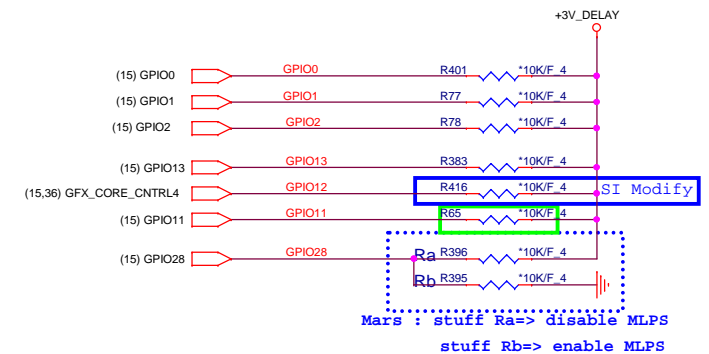 +3V_DELAY
(15) GPIO0 GPIO0 R401 *10K/F_4
(15) GPIO1 GPIO1 R77 *10K/F_4
(15) GPIO2 GPIO2 R78 *10K/F_4
(15) GPIO13 GPIO13 R383 *10K/F_4
(15,36) GFX_CORE_CNTRL4 GPIO12 R416 *10K/F_4 SI Modify
(15) GPIO11 GPIO11 R65 *10K/F_4
(15) GPIO28 GPIO28 Ra R396 *10K/F_4
Rb R395 *10K/F_4
Mars : stuff Ra=> disable MLPS
stuff Rb=> enable MLPS